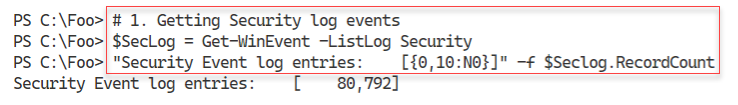 PS C:\Foo> # 1. Getting Security log events
PS C:\Foo> $SecLog = Get-WinEvent -ListLog Security
PS C:\Foo> "Security Event log entries:    [{0,10:N0}]" -f $Seclog.RecordCount
Security Event log entries:    [    80,792]